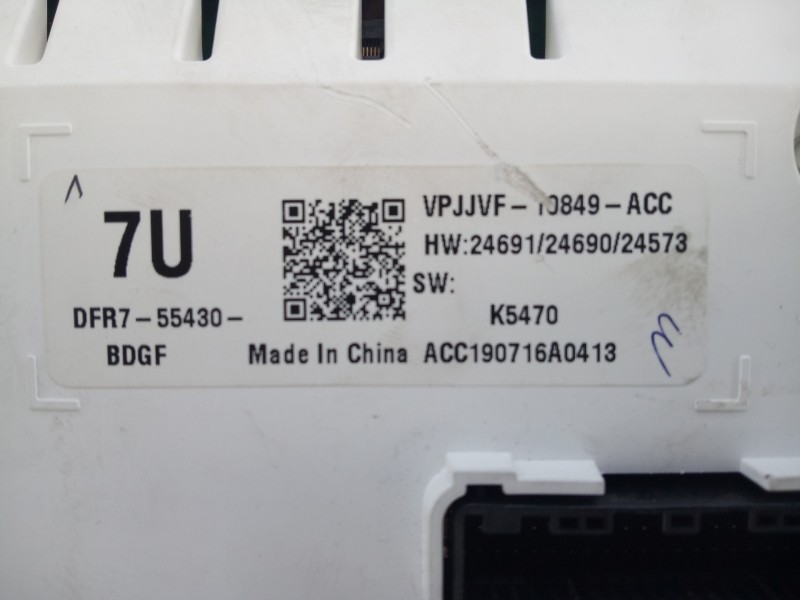 7U
DFR7-55430-
BDGF
VPJJVF-10849-ACC
HW:24691/24690/24573
SW:
K5470
Made In China ACC190716A0413